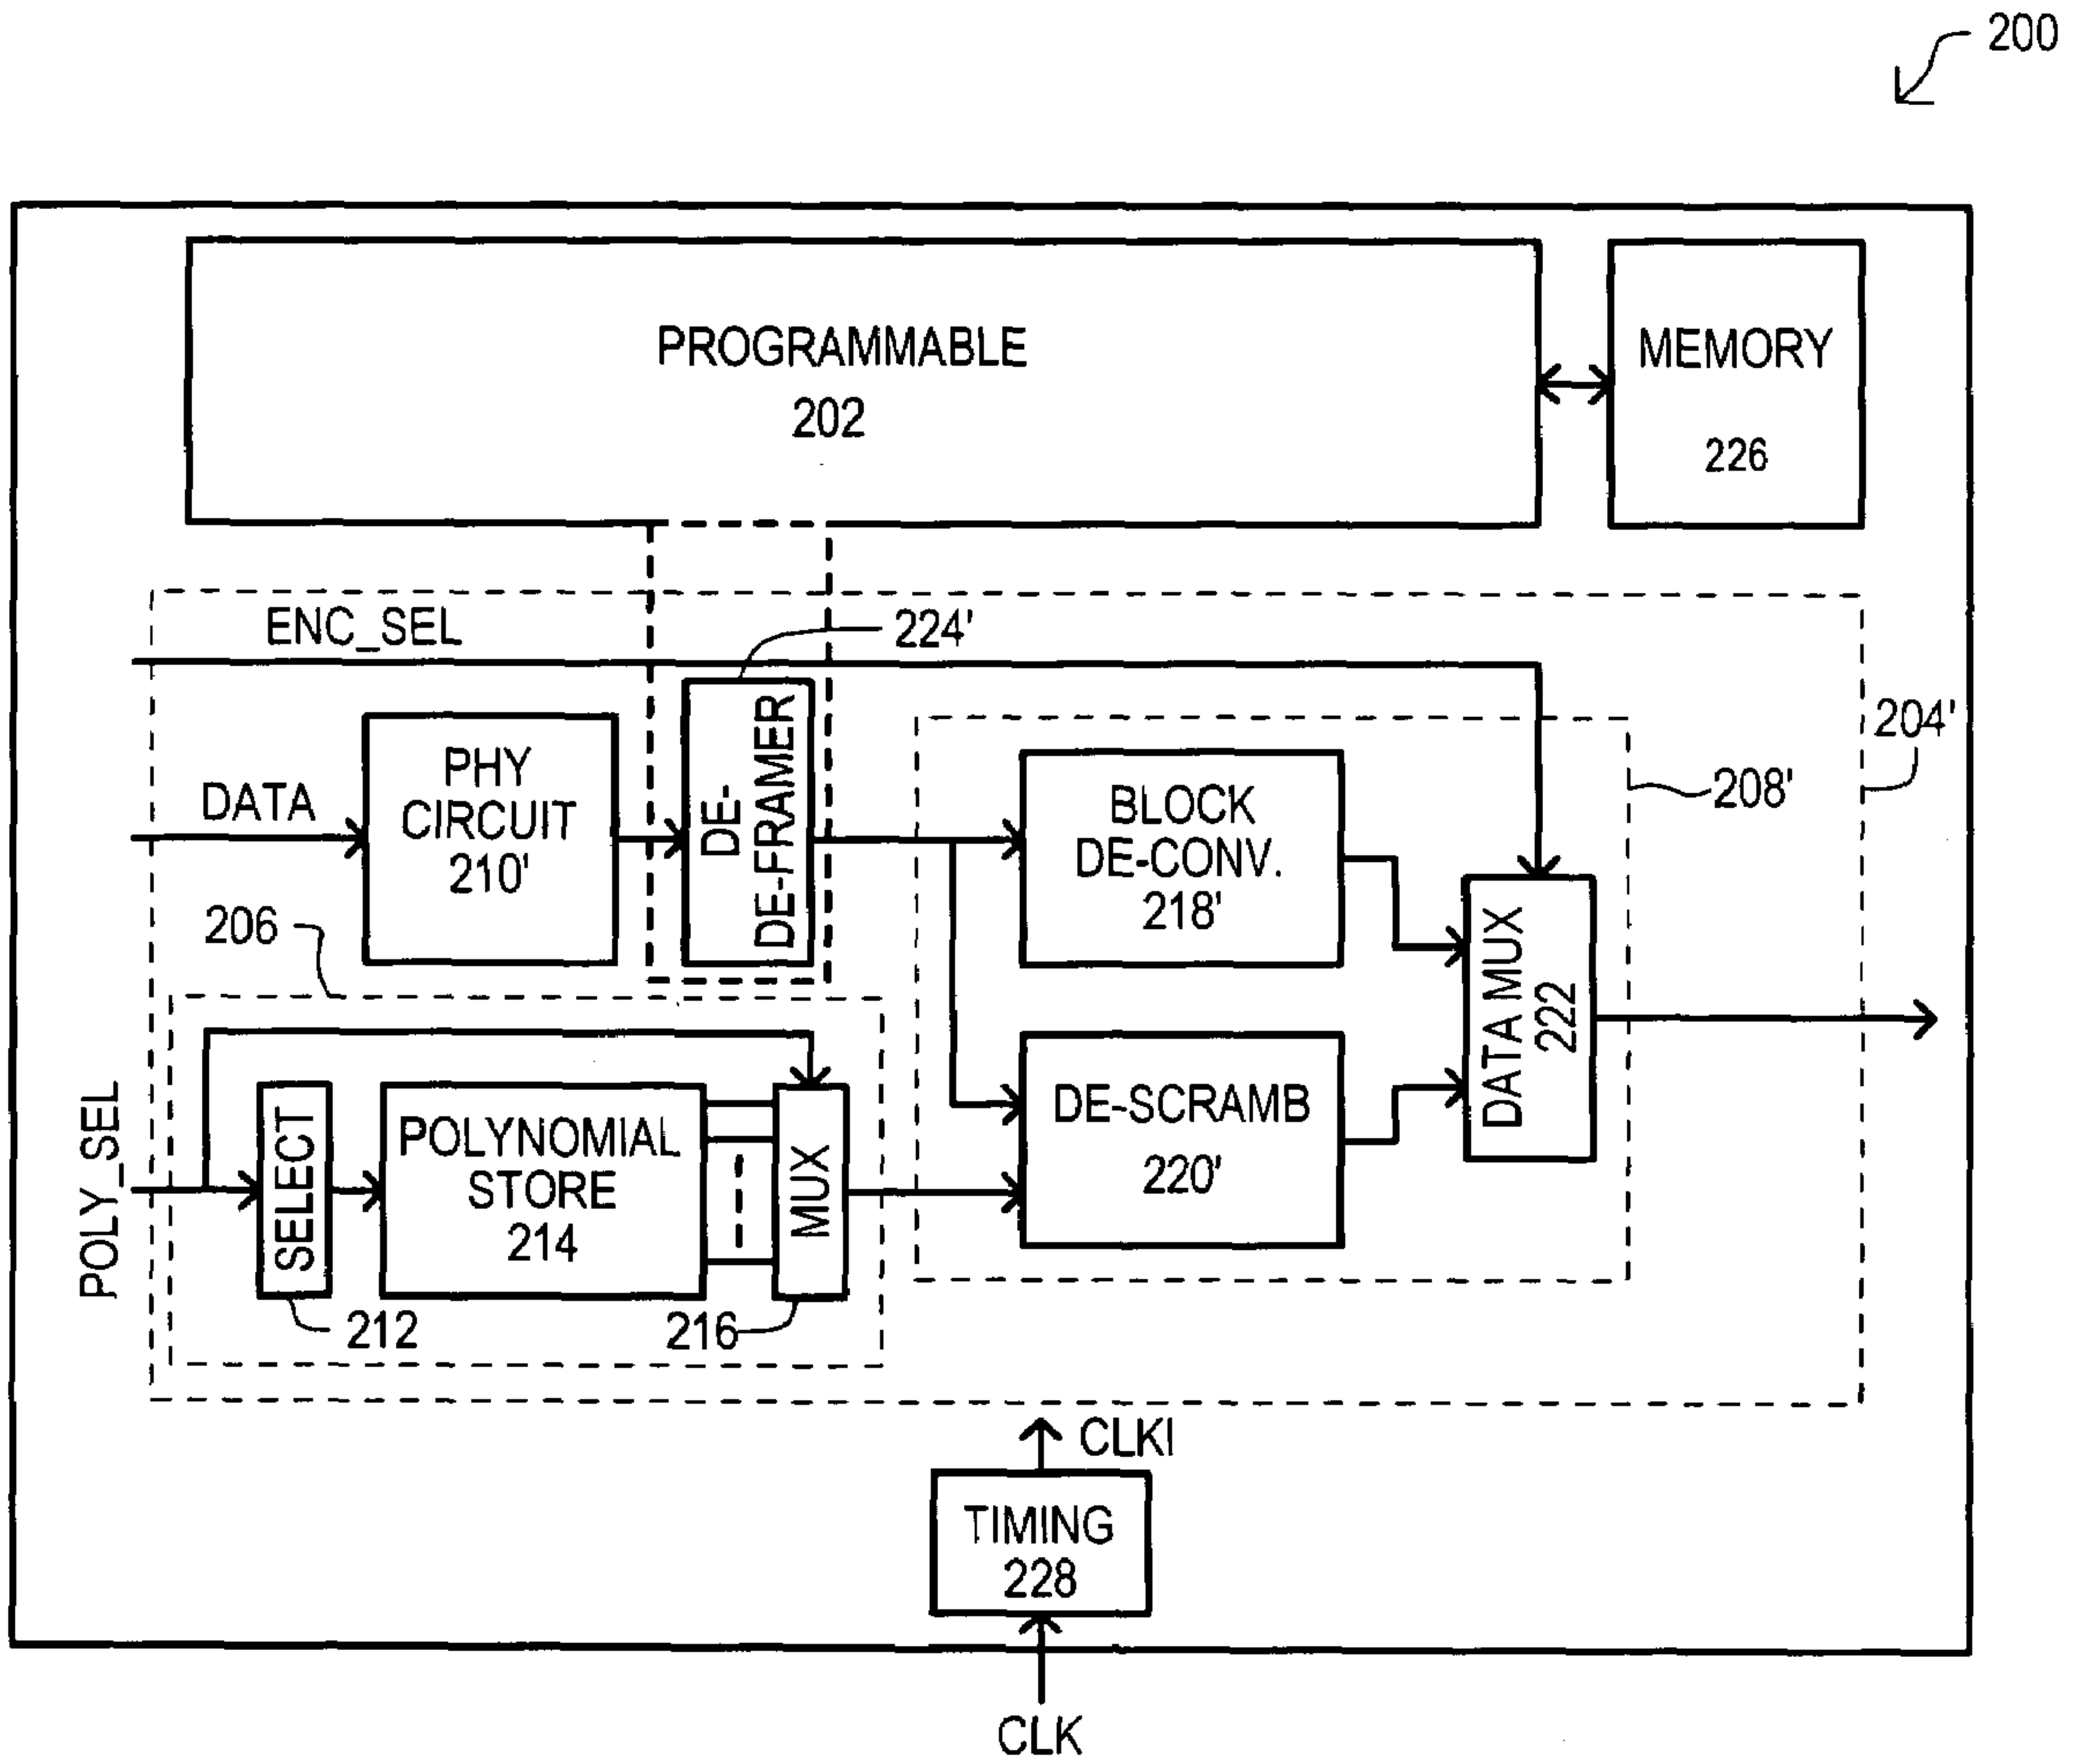 200
PROGRAMMABLE
202
MEMORY
226
ENC_SEL
224'
204'
PHY
CIRCUIT
210'
DE-
DE-FRAMER
BLOCK
DE-CONV.
218'
208'
DATA
206
DATA MUX
222
POLY_SEL
SELECT
POLYNOMIAL
STORE
214
MUX
DE-SCRAMB
220'
212
216
CLKI
TIMING
228
CLK